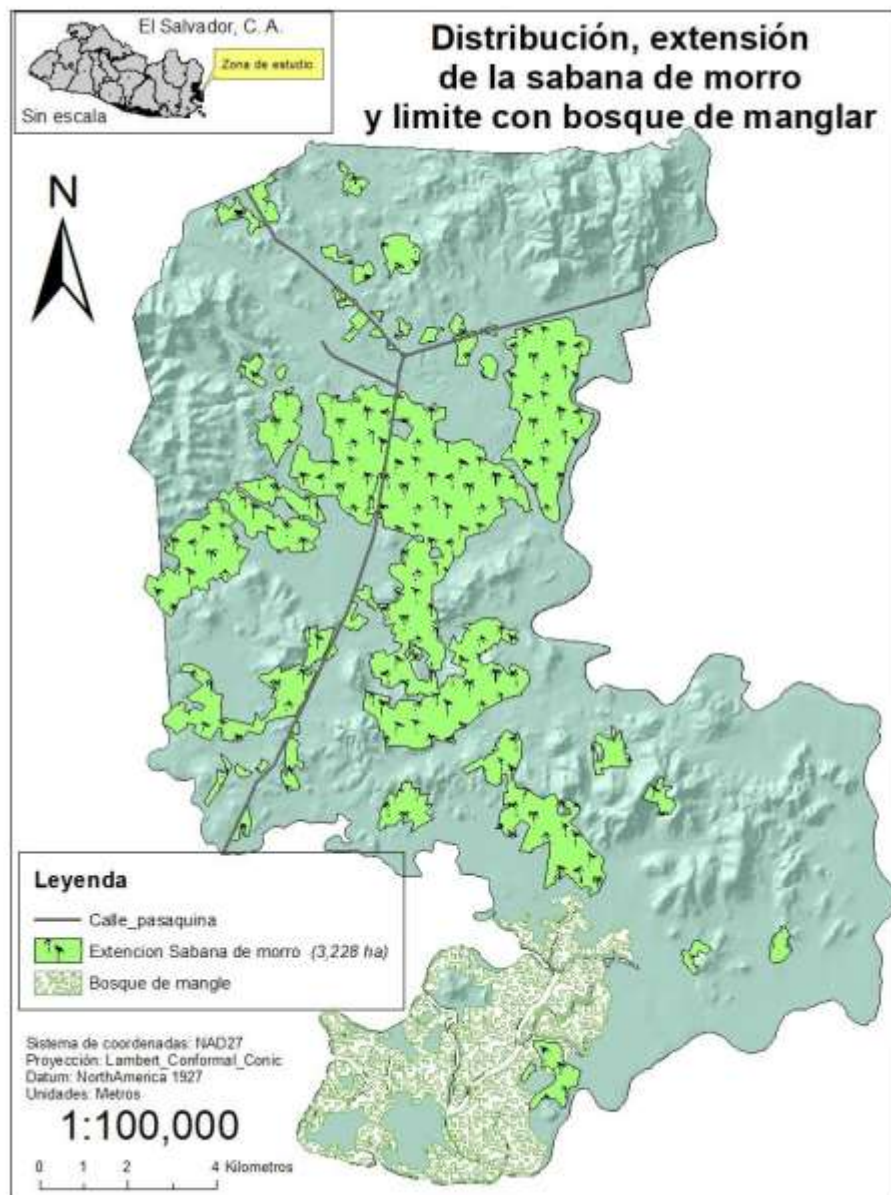 El Salvador, C. A.
Zona de estudio
Sin escala
Distribución, extensión
de la sabana de morro
y limite con bosque de manglar
N
Leyenda
Calle_pasaquina
Extencion Sabana de morro (3,228 ha)
Bosque de mangle
Sistema de coordenadas: NAD27
Proyección: Lambert_Conformal_Conic
Datum: NorthAmerica 1927
Unidades: Metros
1:100,000
0 1 2 4 Kilometros